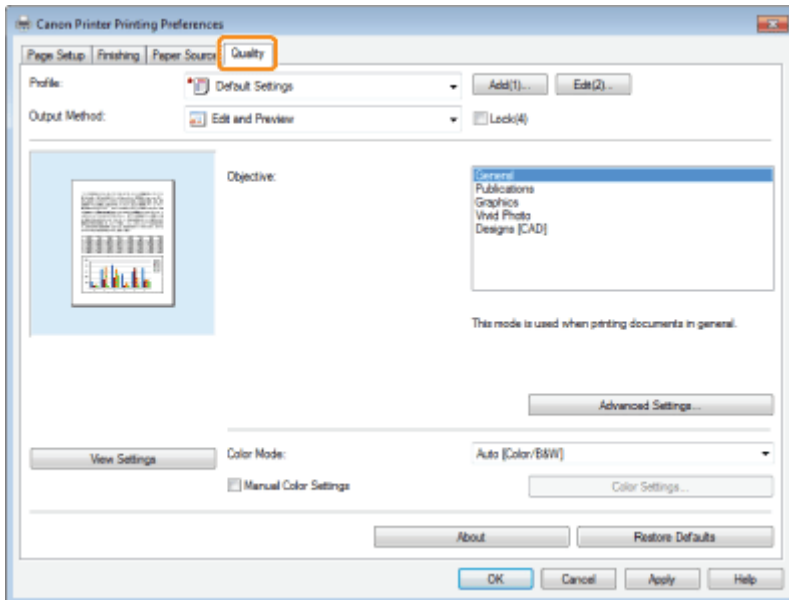 Canon Printer Printing Preferences
Page Setup Finishing Paper Source Quality
Profile: Default Settings Add(1)... Edit(2)...
Output Method: Edit and Preview Lock(4)
Objective: General
Publications
Graphics
Vivid Photo
Designs [CAD]
This mode is used when printing documents in general.
Advanced Settings...
View Settings Color Mode: Auto [Color/B&W]
Manual Color Settings Color Settings...
About Restore Defaults
OK Cancel Apply Help